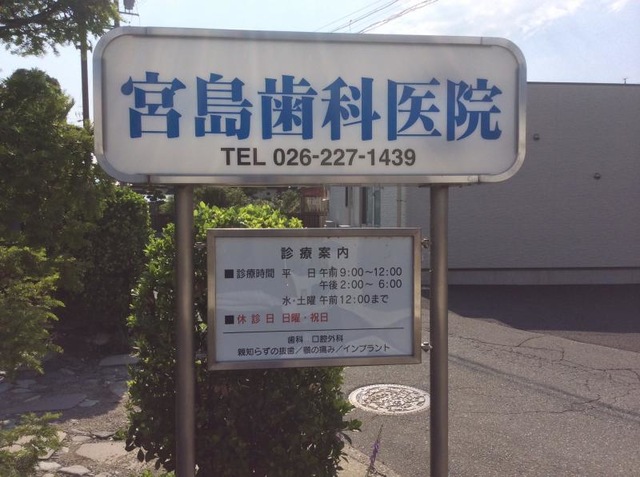 宮島歯科医院
TEL 026-227-1439
診療案内
■診療時間 平 日 午前 9:00～12:00
午後 2:00～ 6:00
水・土曜 午前 12:00まで
■休診日 日曜・祝日
歯科 口腔外科
親知らずの抜歯／顎の痛み／インプラント